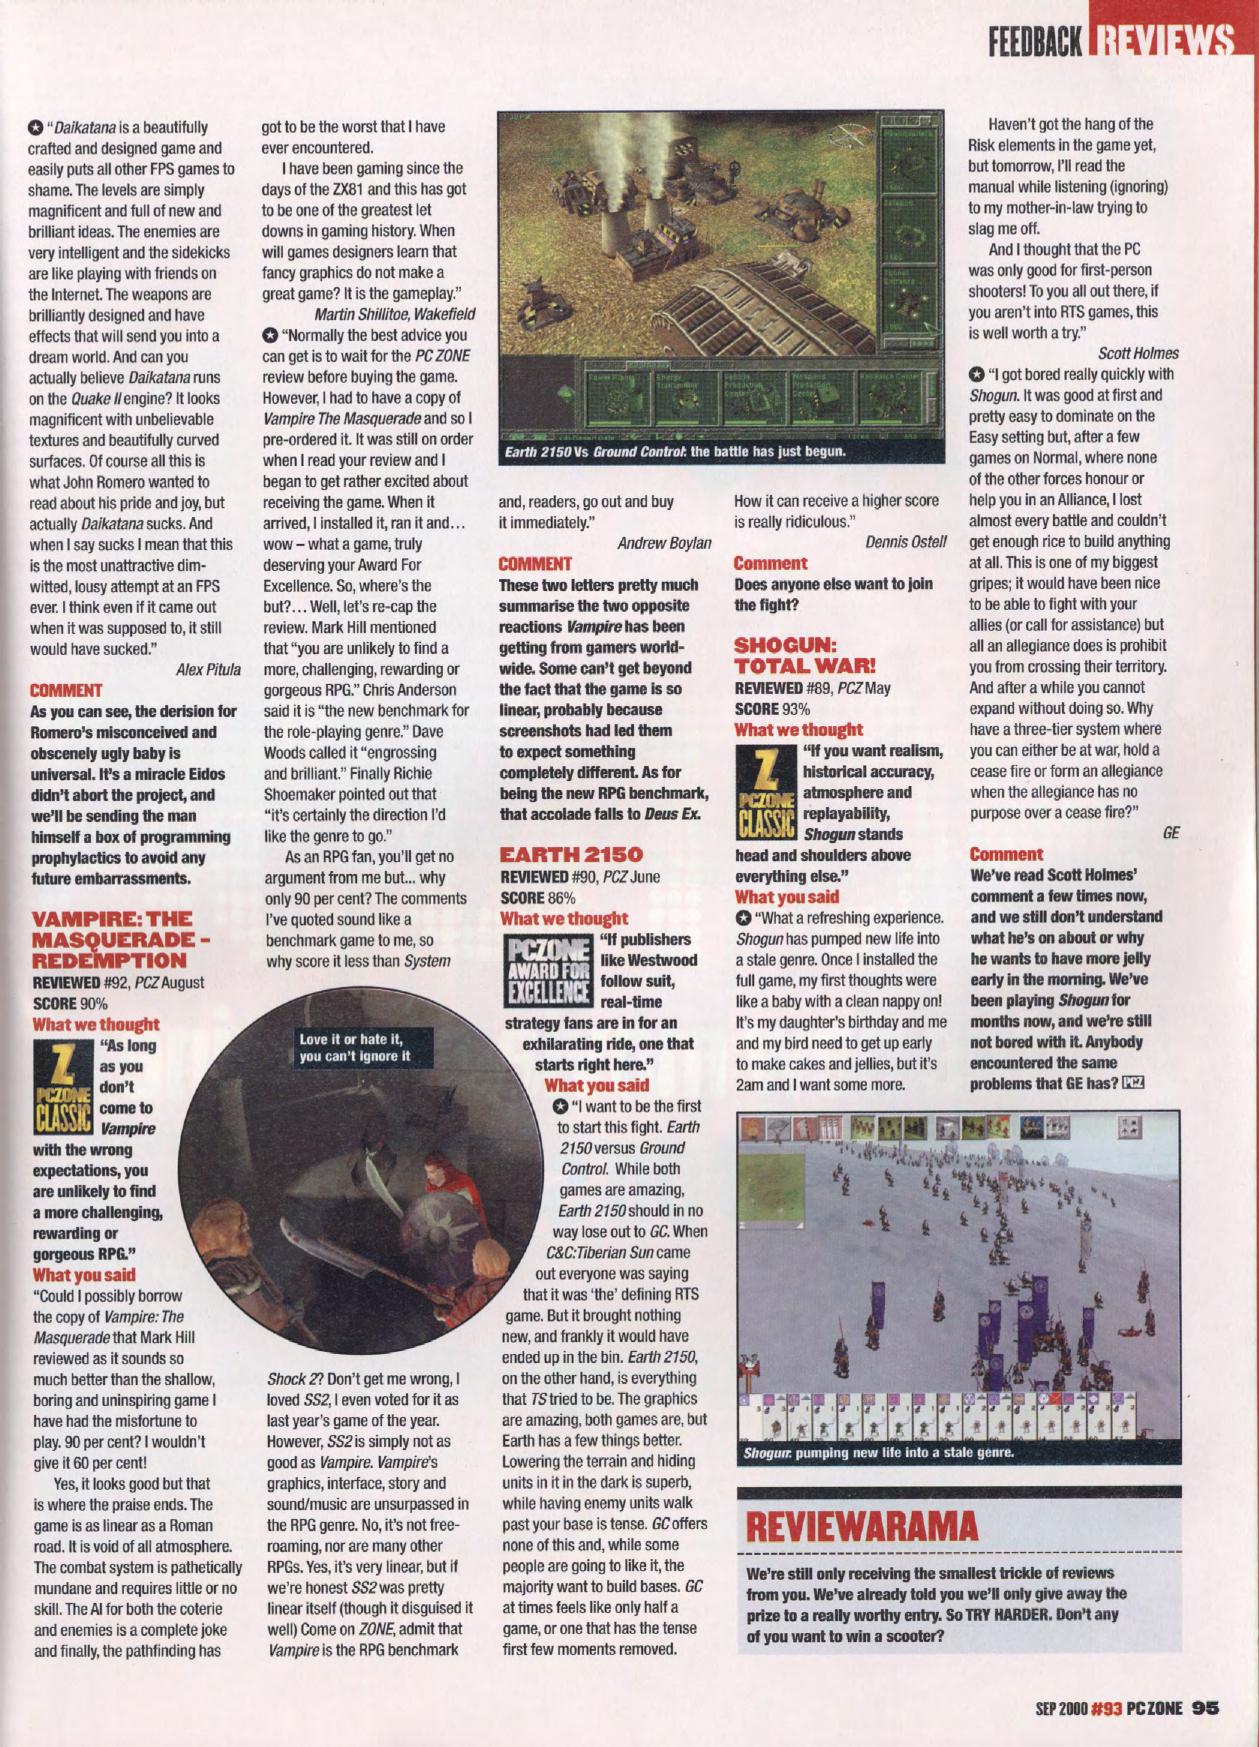 FEEDBACK REVIEWS
"Daikatana is a beautifully
crafted and designed game and
easily puts all other FPS games to
shame. The levels are simply
magnificent and full of new and
brilliant ideas. The enemies are
very intelligent and the sidekicks
are like playing with friends on
the Internet. The weapons are
brilliantly designed and have
effects that will send you into a
dream world. And can you
actually believe Daikatana runs
on the Quake II engine? It looks
magnificent with unbelievable
textures and beautifully curved
surfaces. Of course all this is
what John Romero wanted to
read about his pride and joy, but
actually Daikatana sucks. And
when I say sucks I mean that this
is the most unattractive dim-
witted, lousy attempt at an FPS
ever. I think even if it came out
when it was supposed to, it still
would have sucked."
Alex Pitula
COMMENT
As you can see, the derision for
Romero's misconceived and
obscenely ugly baby is
universal. It's a miracle Eidos
didn't abort the project, and
we'll be sending the man
himself a box of programming
prophylactics to avoid any
future embarrassments.
VAMPIRE: THE
MASQUERADE –
REDEMPTION
REVIEWED #92, PCZ August
SCORE 90%
What we thought
Z
PCZONE
CLASSIC
"As long
as you
don't
come to
Vampire
with the wrong
expectations, you
are unlikely to find
a more challenging,
rewarding or
gorgeous RPG."
What you said
"Could I possibly borrow
the copy of Vampire: The
Masquerade that Mark Hill
reviewed as it sounds so
much better than the shallow,
boring and uninspiring game I
have had the misfortune to
play. 90 per cent? I wouldn't
give it 60 per cent!
Yes, it looks good but that
is where the praise ends. The
game is as linear as a Roman
road. It is void of all atmosphere.
The combat system is pathetically
mundane and requires little or no
skill. The AI for both the coterie
and enemies is a complete joke
and finally, the pathfinding has
got to be the worst that I have
ever encountered.
I have been gaming since the
days of the ZX81 and this has got
to be one of the greatest let
downs in gaming history. When
will games designers learn that
fancy graphics do not make a
great game? It is the gameplay."
Martin Shillitoe, Wakefield
"Normally the best advice you
can get is to wait for the PC ZONE
review before buying the game.
However, I had to have a copy of
Vampire The Masquerade and so I
pre-ordered it. It was still on order
when I read your review and I
began to get rather excited about
receiving the game. When it
arrived, I installed it, ran it and...
wow – what a game, truly
deserving your Award For
Excellence. So, where's the
but?... Well, let's re-cap the
review. Mark Hill mentioned
that "you are unlikely to find a
more, challenging, rewarding or
gorgeous RPG." Chris Anderson
said it is "the new benchmark for
the role-playing genre." Dave
Woods called it "engrossing
and brilliant." Finally Richie
Shoemaker pointed out that
"it's certainly the direction I'd
like the genre to go."
As an RPG fan, you'll get no
argument from me but... why
only 90 per cent? The comments
I've quoted sound like a
benchmark game to me, so
why score it less than System
Love it or hate it,
you can't ignore it
Shock 2? Don't get me wrong, I
loved SS2, I even voted for it as
last year's game of the year.
However, SS2 is simply not as
good as Vampire. Vampire's
graphics, interface, story and
sound/music are unsurpassed in
the RPG genre. No, it's not free-
roaming, nor are many other
RPGs. Yes, it's very linear, but if
we're honest SS2 was pretty
linear itself (though it disguised it
well) Come on ZONE, admit that
Vampire is the RPG benchmark
Earth 2150 Vs Ground Control: the battle has just begun.
and, readers, go out and buy
it immediately."
Andrew Boylan
COMMENT
These two letters pretty much
summarise the two opposite
reactions Vampire has been
getting from gamers world-
wide. Some can't get beyond
the fact that the game is so
linear, probably because
screenshots had led them
to expect something
completely different. As for
being the new RPG benchmark,
that accolade falls to Deus Ex.
EARTH 2150
REVIEWED #90, PCZ June
SCORE 86%
What we thought
PCZONE
AWARD FOR
EXCELLENCE
"If publishers
like Westwood
follow suit,
real-time
strategy fans are in for an
exhilarating ride, one that
starts right here."
What you said
"I want to be the first
to start this fight. Earth
2150 versus Ground
Control. While both
games are amazing,
Earth 2150 should in no
way lose out to GC. When
C&C:Tiberian Sun came
out everyone was saying
that it was 'the' defining RTS
game. But it brought nothing
new, and frankly it would have
ended up in the bin. Earth 2150,
on the other hand, is everything
that TS tried to be. The graphics
are amazing, both games are, but
Earth has a few things better.
Lowering the terrain and hiding
units in it in the dark is superb,
while having enemy units walk
past your base is tense. GC offers
none of this and, while some
people are going to like it, the
majority want to build bases. GC
at times feels like only half a
game, or one that has the tense
first few moments removed.
How it can receive a higher score
is really ridiculous."
Dennis Ostell
Comment
Does anyone else want to join
the fight?
SHOGUN:
TOTAL WAR!
REVIEWED #89, PCZ May
SCORE 93%
What we thought
Z
PCZONE
CLASSIC
"If you want realism,
historical accuracy,
atmosphere and
replayability,
Shogun stands
head and shoulders above
everything else."
What you said
"What a refreshing experience.
Shogun has pumped new life into
a stale genre. Once I installed the
full game, my first thoughts were
like a baby with a clean nappy on!
It's my daughter's birthday and me
and my bird need to get up early
to make cakes and jellies, but it's
2am and I want some more.
Haven't got the hang of the
Risk elements in the game yet,
but tomorrow, I'll read the
manual while listening (ignoring)
to my mother-in-law trying to
slag me off.
And I thought that the PC
was only good for first-person
shooters! To you all out there, if
you aren't into RTS games, this
is well worth a try."
Scott Holmes
"I got bored really quickly with
Shogun. It was good at first and
pretty easy to dominate on the
Easy setting but, after a few
games on Normal, where none
of the other forces honour or
help you in an Alliance, I lost
almost every battle and couldn't
get enough rice to build anything
at all. This is one of my biggest
gripes; it would have been nice
to be able to fight with your
allies (or call for assistance) but
all an allegiance does is prohibit
you from crossing their territory.
And after a while you cannot
expand without doing so. Why
have a three-tier system where
you can either be at war, hold a
cease fire or form an allegiance
when the allegiance has no
purpose over a cease fire?"
GE
Comment
We've read Scott Holmes'
comment a few times now,
and we still don't understand
what he's on about or why
he wants to have more jelly
early in the morning. We've
been playing Shogun for
months now, and we're still
not bored with it. Anybody
encountered the same
problems that GE has? PCZ
Shogun: pumping new life into a stale genre.
REVIEWARAMA
We're still only receiving the smallest trickle of reviews
from you. We've already told you we'll only give away the
prize to a really worthy entry. So TRY HARDER. Don't any
of you want to win a scooter?
SEP 2000 #93 PC ZONE 95